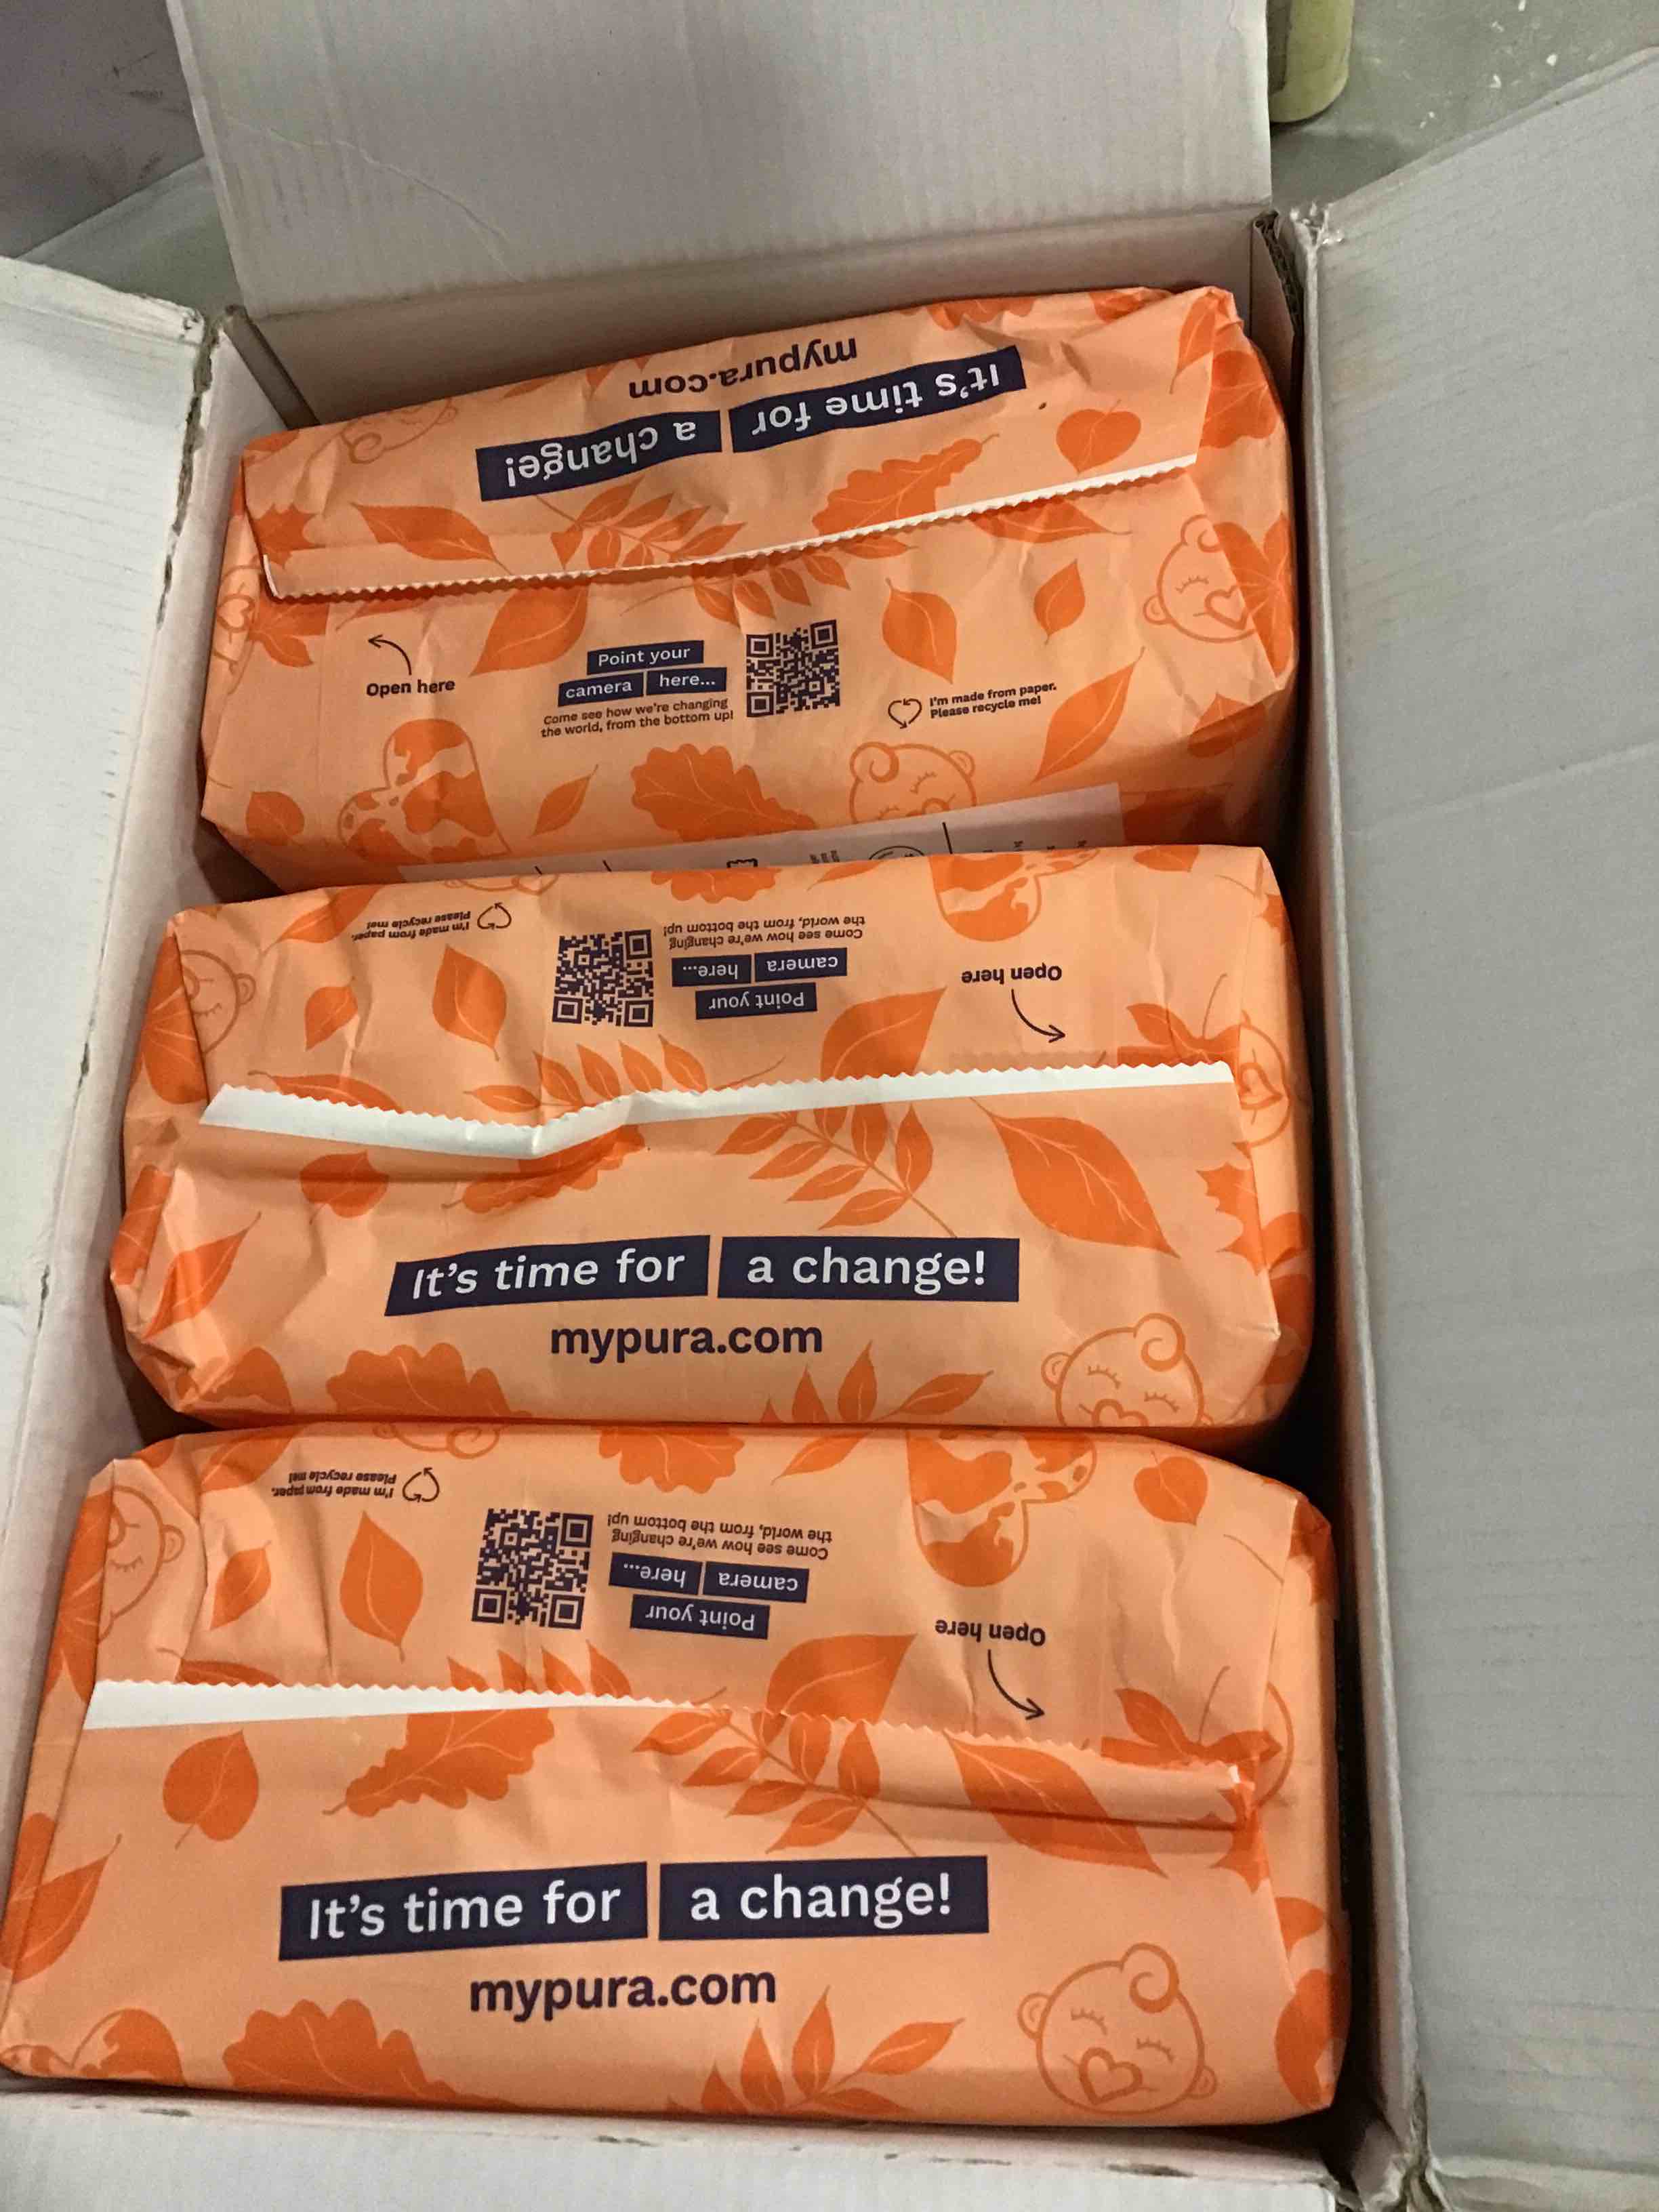 mypura.com
It's time for
a change!
Open here
Point your
camera here...
Come see how we're changing
the world, from the bottom up!
I'm made from paper.
Please recycle me!
I'm made from paper.
Please recycle me!
Point your
camera here...
Come see how we're changing
the world, from the bottom up!
Open here
It's time for a change!
mypura.com
I'm made from paper.
Please recycle me!
Point your
camera here...
Come see how we're changing
the world, from the bottom up!
Open here
It's time for a change!
mypura.com